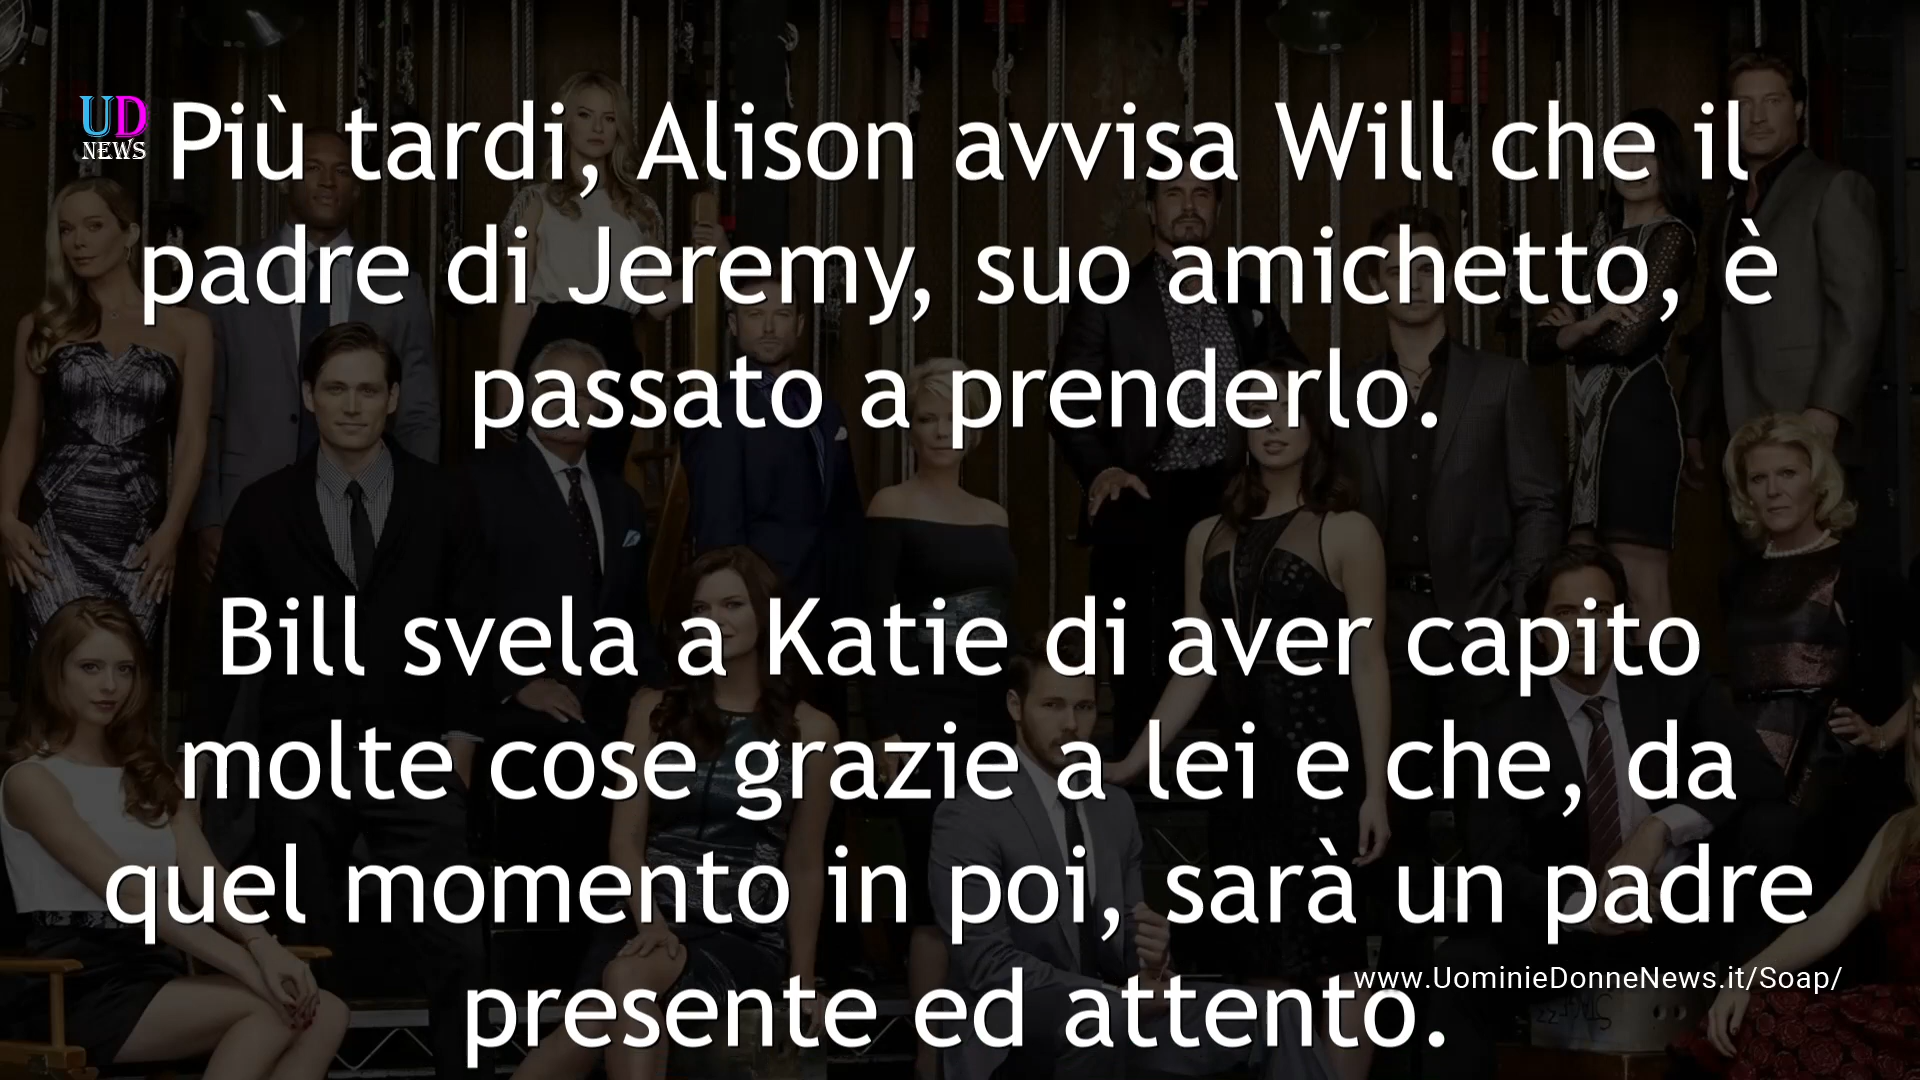 UD
NEWS
Più tardi, Alison avvisa Will che il
padre di Jeremy, suo amichetto, è
passato a prenderlo.
Bill svela a Katie di aver capito
molte cose grazie a lei e che, da
quel momento in poi, sarà un padre
presente ed attento.
www.UominieDonneNews.it/Soap/